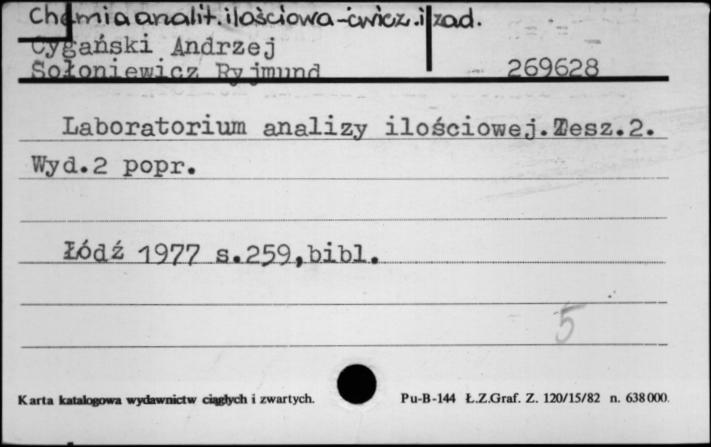 Chemia analit. ilościowa-ćwicz. i zad.
Cygański Andrzej
Sołoniewicz Ryjmund 269628
Laboratorium analizy ilościowej.Zesz.2.
Wyd.2 popr.
Łódź 1977 s.259,bibl.
5
Karta katalogowa wydawnictw ciągłych i zwartych. Pu-B-144 Ł.Z.Graf. Z. 120/15/82 n. 638000.